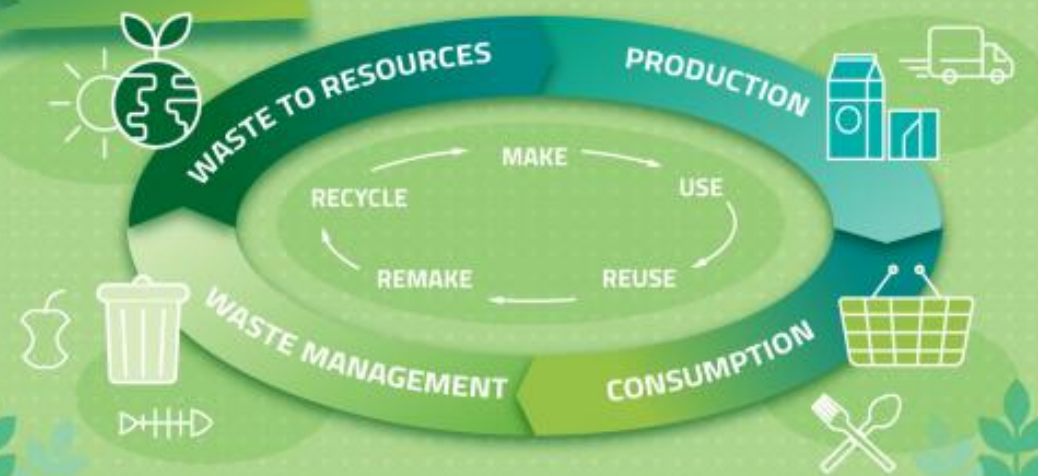 WASTE TO RESOURCES
PRODUCTION
MAKE
USE
RECYCLE
REMAKE
REUSE
WASTE MANAGEMENT
CONSUMPTION